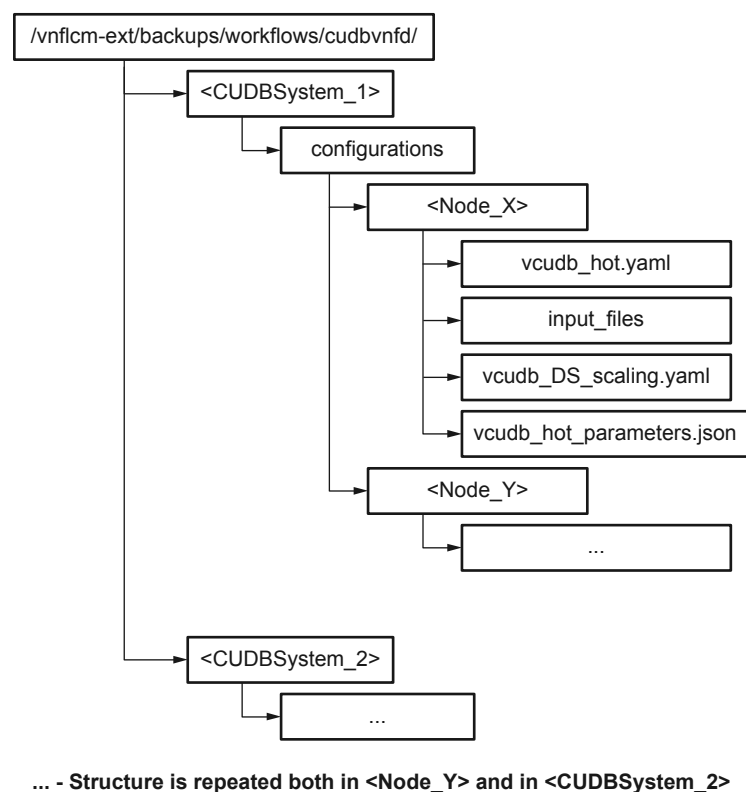 /vnflcm-ext/backups/workflows/cudbvnfd/
<CUDBSystem_1>
configurations
<Node_X>
vcudb_hot.yaml
input_files
vcudb_DS_scaling.yaml
vcudb_hot_parameters.json
<Node_Y>
...
<CUDBSystem_2>
...
... - Structure is repeated both in <Node_Y> and in <CUDBSystem_2>